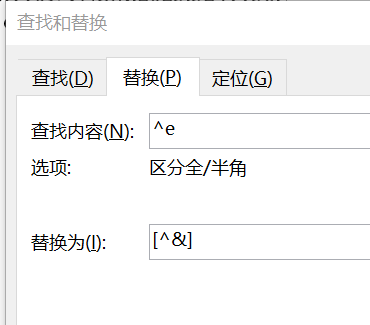 查找和替换
查找(D) 替换(P) 定位(G)
查找内容(N): ^e
选项: 区分全/半角
替换为(I): [^&]